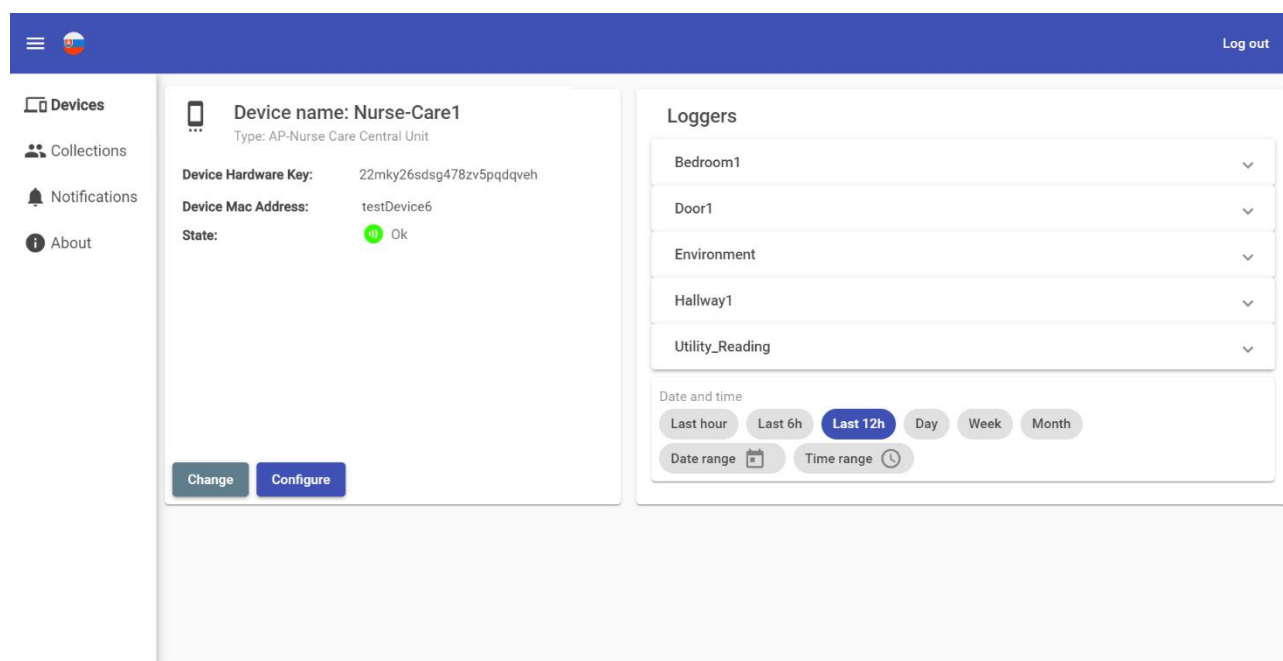 Log out
Devices
Collections
Notifications
About
Device name: Nurse-Care1
Type: AP-Nurse Care Central Unit
Device Hardware Key: 22mky26sdsg478zv5pqdqveh
Device Mac Address: testDevice6
State: Ok
Change Configure
Loggers
Bedroom1
Door1
Environment
Hallway1
Utility_Reading
Date and time
Last hour Last 6h Last 12h Day Week Month
Date range Time range